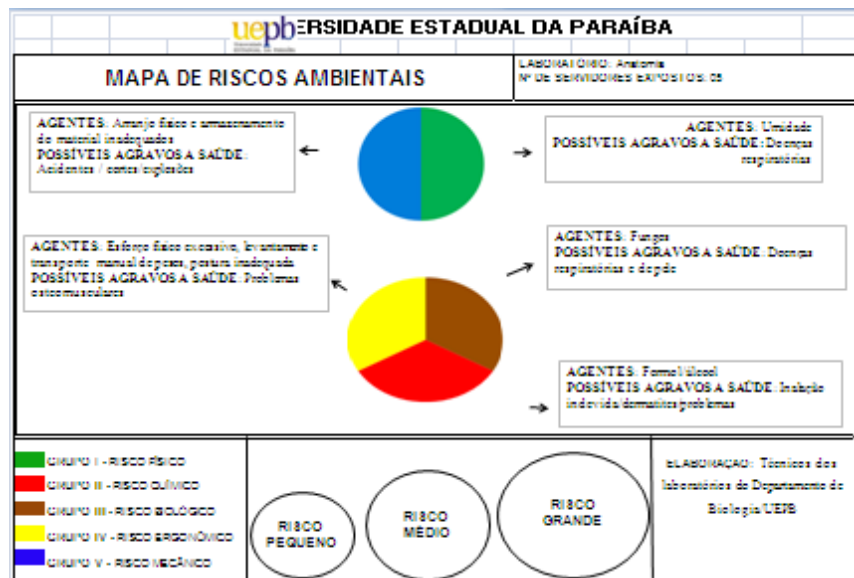 uepb ERSIDADE ESTADUAL DA PARAÍBA
MAPA DE RISCOS AMBIENTAIS
LABORATÓRIO: Anatomia
Nº DE SERVIDORES EXPOSTOS: 05
AGENTES: Arranjo físico e armazenamento
de material inadequados
POSSÍVEIS AGRAVOS A SAÚDE:
Acidentes / cortes/explosões
AGENTES: Umidade
POSSÍVEIS AGRAVOS A SAÚDE: Doenças
respiratórias
AGENTES: Esforço físico excessivo, levantamento e
transporte manual de pesos, postura inadequada
POSSÍVEIS AGRAVOS A SAÚDE: Problemas
osteomusculares
AGENTES: Fungos
POSSÍVEIS AGRAVOS A SAÚDE: Doenças
respiratórias e de pele
AGENTES: Formol/álcool
POSSÍVEIS AGRAVOS A SAÚDE: Inalação
indevida/dermatites/problemas
GRUPO I - RISCO FÍSICO
GRUPO II - RISCO QUÍMICO
GRUPO III - RISCO BIOLÓGICO
GRUPO IV - RISCO ERGONÔMICO
GRUPO V - RISCO MECÂNICO
RISCO
PEQUENO
RISCO
MÉDIO
RISCO
GRANDE
ELABORAÇÃO: Técnicos dos
laboratórios do Departamento de
Biologia/UEPB